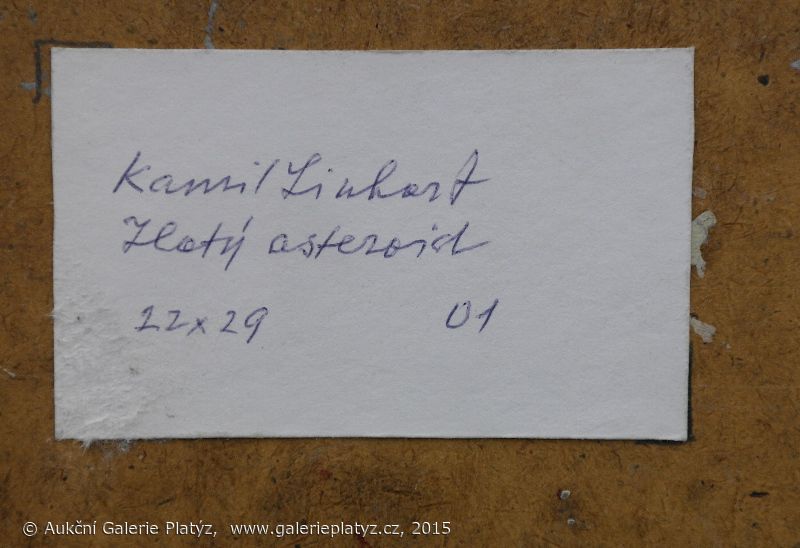 Kamil Linhart
Zlatý asteroid
22x29 01
© Aukční Galerie Platýz, www.galerieplatyz.cz, 2015